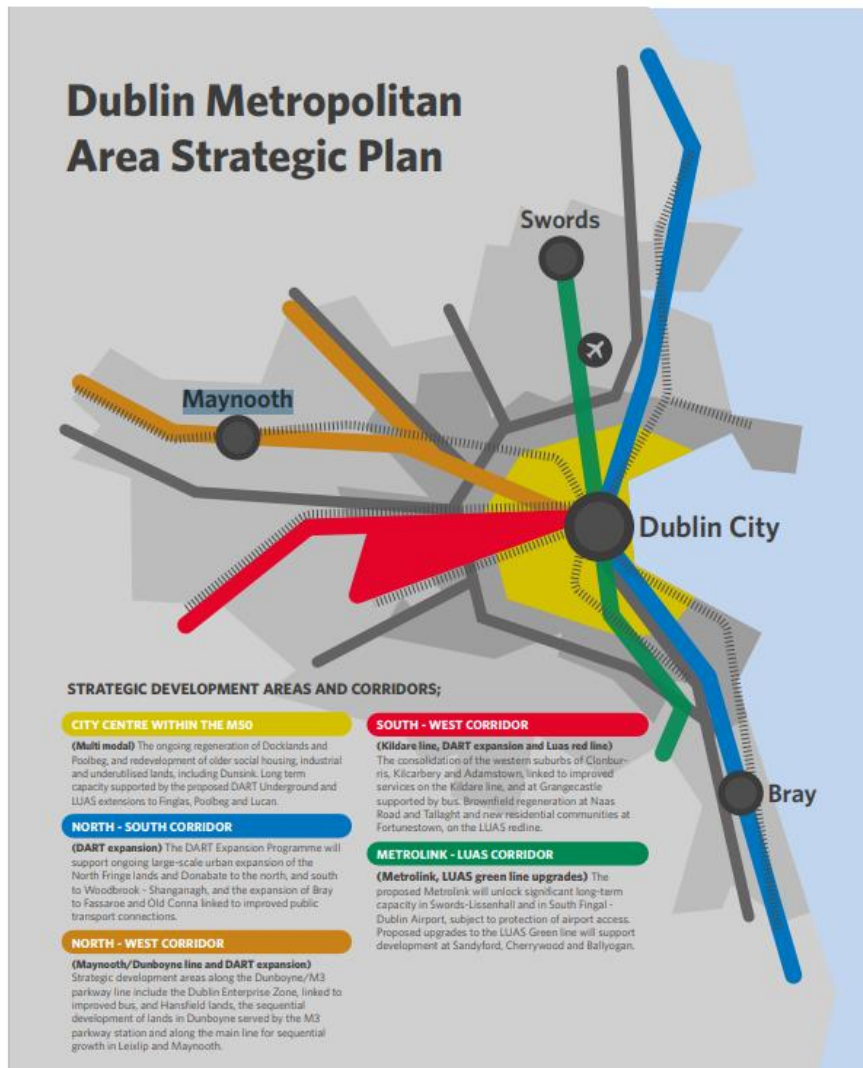 Dublin Metropolitan
Area Strategic Plan
Swords
Maynooth
Dublin City
Bray
STRATEGIC DEVELOPMENT AREAS AND CORRIDORS;
CITY CENTRE WITHIN THE M50
(Multi modal) The ongoing regeneration of Docklands and
Poolbeg, and redevelopment of older social housing, industrial
and underutilised lands, including Dunsink. Long term
capacity supported by the proposed DART Underground and
LUAS extensions to Finglas, Poolbeg and Lucan.
NORTH - SOUTH CORRIDOR
(DART expansion) The DART Expansion Programme will
support ongoing large-scale urban expansion of the
North Fringe lands and Donabate to the north, and south
to Woodbrook - Shanganagh, and the expansion of Bray
to Fassaroe and Old Conna linked to improved public
transport connections.
NORTH - WEST CORRIDOR
(Maynooth/Dunboyne line and DART expansion)
Strategic development areas along the Dunboyne/M3
parkway line include the Dublin Enterprise Zone, linked to
improved bus, and Hansfield lands, the sequential
development of lands in Dunboyne served by the M3
parkway station and along the main line for sequential
growth in Leixlip and Maynooth.
SOUTH - WEST CORRIDOR
(Kildare line, DART expansion and Luas red line)
The consolidation of the western suburbs of Clonbur-
ris, Kilcarbery and Adamstown, linked to improved
services on the Kildare line, and at Grangecastle
supported by bus. Brownfield regeneration at Naas
Road and Tallaght and new residential communities at
Fortunestown, on the LUAS redline.
METROLINK - LUAS CORRIDOR
(Metrolink, LUAS green line upgrades) The
proposed Metrolink will unlock significant long-term
capacity in Swords-Lissenhall and in South Fingal -
Dublin Airport, subject to protection of airport access.
Proposed upgrades to the LUAS Green line will support
development at Sandyford, Cherrywood and Ballyogan.